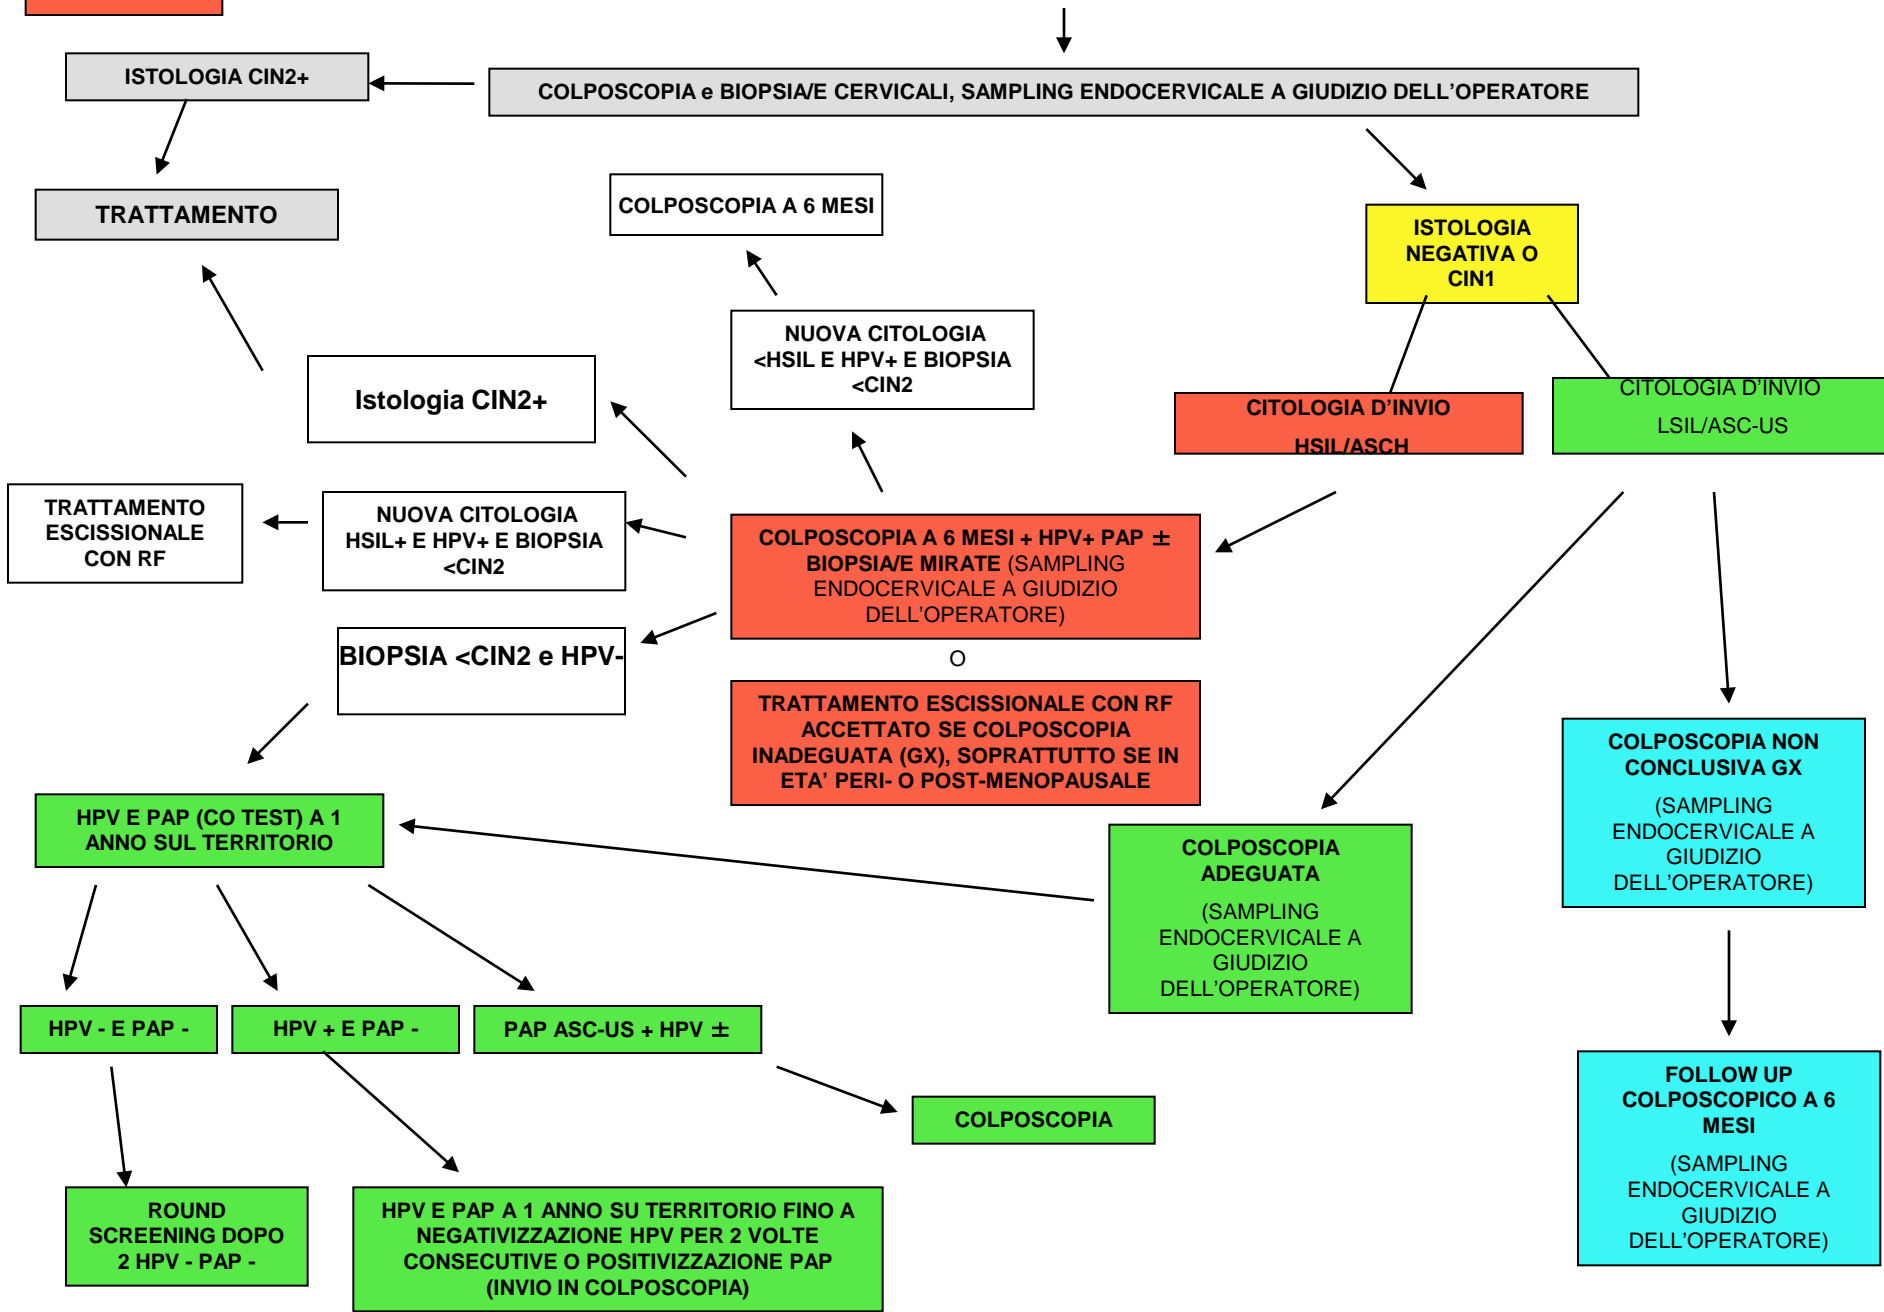 ISTOLOGIA CIN2+
COLPOSCOPIA e BIOPSIA/E CERVICALI, SAMPLING ENDOCERVICALE A GIUDIZIO DELL'OPERATORE
TRATTAMENTO
COLPOSCOPIA A 6 MESI
ISTOLOGIA
NEGATIVA O
CIN1
NUOVA CITOLOGIA
<HSIL E HPV+ E BIOPSIA
<CIN2
Istologia CIN2+
CITOLOGIA D'INVIO
HSIL/ASCH
CITOLOGIA D'INVIO
LSIL/ASC-US
TRATTAMENTO
ESCISSIONALE
CON RF
NUOVA CITOLOGIA
HSIL+ E HPV+ E BIOPSIA
<CIN2
COLPOSCOPIA A 6 MESI + HPV+ PAP ±
BIOPSIA/E MIRATE (SAMPLING
ENDOCERVICALE A GIUDIZIO
DELL'OPERATORE)
BIOPSIA <CIN2 e HPV-
O
TRATTAMENTO ESCISSIONALE CON RF
ACCETTATO SE COLPOSCOPIA
INADEGUATA (GX), SOPRATTUTTO SE IN
ETA' PERI- O POST-MENOPAUSALE
COLPOSCOPIA NON
CONCLUSIVA GX
(SAMPLING
ENDOCERVICALE A
GIUDIZIO
DELL'OPERATORE)
HPV E PAP (CO TEST) A 1
ANNO SUL TERRITORIO
COLPOSCOPIA
ADEGUATA
(SAMPLING
ENDOCERVICALE A
GIUDIZIO
DELL'OPERATORE)
HPV - E PAP -
HPV + E PAP -
PAP ASC-US + HPV ±
COLPOSCOPIA
FOLLOW UP
COLPOSCOPICO A 6
MESI
(SAMPLING
ENDOCERVICALE A
GIUDIZIO
DELL'OPERATORE)
ROUND
SCREENING DOPO
2 HPV - PAP -
HPV E PAP A 1 ANNO SU TERRITORIO FINO A
NEGATIVIZZAZIONE HPV PER 2 VOLTE
CONSECUTIVE O POSITIVIZZAZIONE PAP
(INVIO IN COLPOSCOPIA)